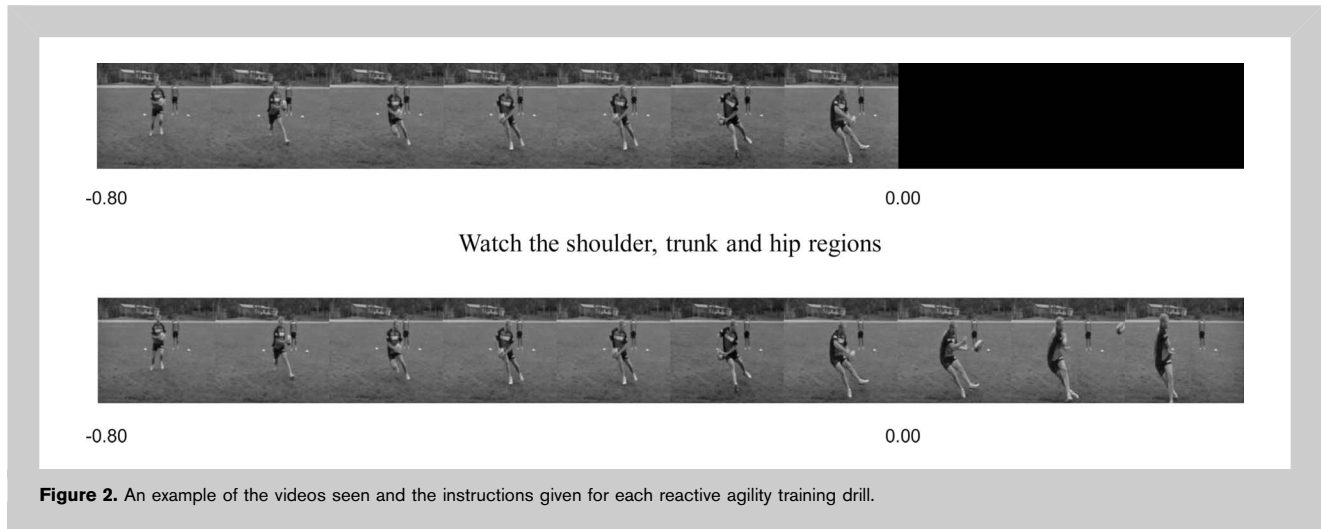 -0.80 0.00
Watch the shoulder, trunk and hip regions
-0.80 0.00
Figure 2. An example of the videos seen and the instructions given for each reactive agility training drill.